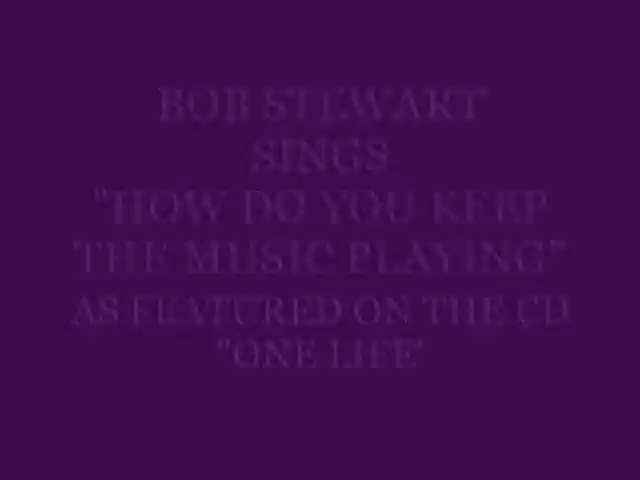 BOB STEWART
SINGS
"HOW DO YOU KEEP
THE MUSIC PLAYING"
AS FEATURED ON THE CD
"ONE LIFE"